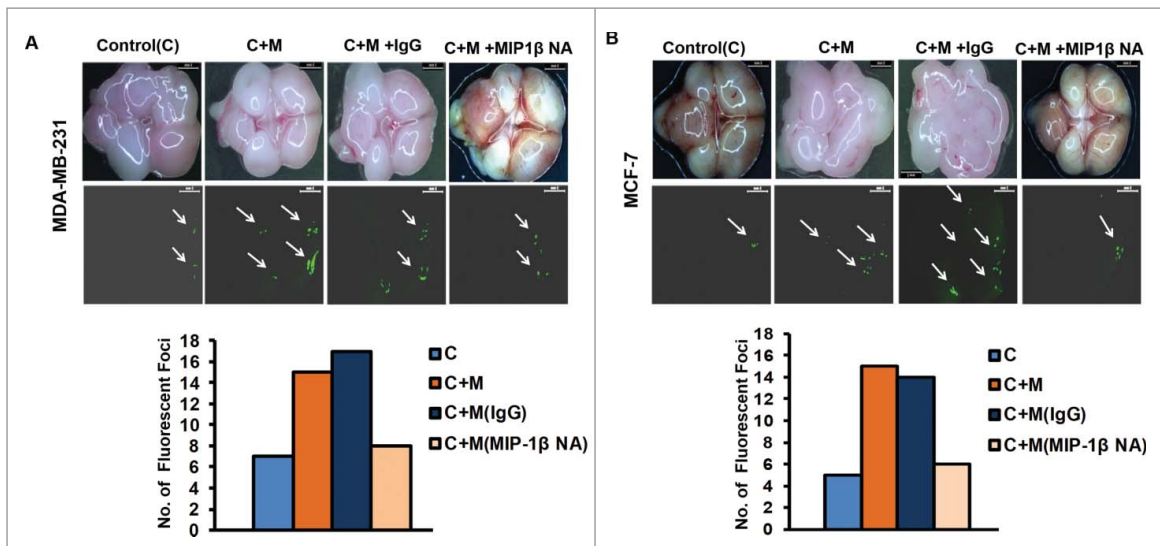 A
Control(C) C+M C+M +IgG C+M +MIP1β NA
MDA-MB-231
No. of Fluorescent Foci
18
16
14
12
10
8
6
4
2
0
C
C+M
C+M(IgG)
C+M(MIP-1β NA)
B
Control(C) C+M C+M +IgG C+M +MIP1β NA
MCF-7
No. of Fluorescent Foci
18
16
14
12
10
8
6
4
2
0
C
C+M
C+M(IgG)
C+M(MIP-1β NA)